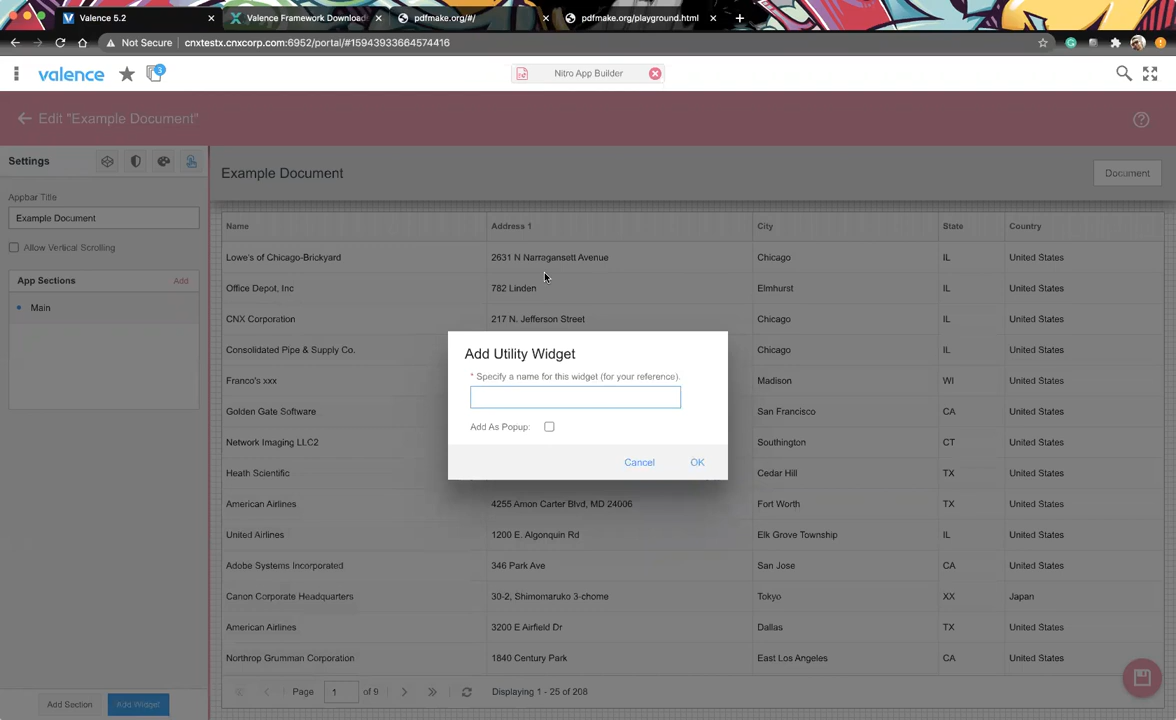 Valence 5.2
Valence Framework Download
pdfmake.org/#/
pdfmake.org/playground.html
Not Secure cnxtestx.cnxcorp.com:6952/portal/#15943933664574416
valence
3
Nitro App Builder
Edit "Example Document"
Settings
Example Document
Document
Appbar Title
Example Document
Allow Vertical Scrolling
App Sections Add
Main
Name Address 1 City State Country
Lowe's of Chicago-Brickyard 2631 N Narragansett Avenue Chicago IL United States
Office Depot, Inc 782 Linden Elmhurst IL United States
CNX Corporation 217 N. Jefferson Street Chicago IL United States
Consolidated Pipe & Supply Co. Chicago IL United States
Franco's xxx Madison WI United States
Golden Gate Software San Francisco CA United States
Network Imaging LLC2 Southington CT United States
Heath Scientific Cedar Hill TX United States
American Airlines 4255 Amon Carter Blvd, MD 24006 Fort Worth TX United States
United Airlines 1200 E. Algonquin Rd Elk Grove Township IL United States
Adobe Systems Incorporated 346 Park Ave San Jose CA United States
Canon Corporate Headquarters 30-2, Shimomaruko 3-chome Tokyo XX Japan
American Airlines 3200 E Airfield Dr Dallas TX United States
Northrop Grumman Corporation 1840 Century Park East Los Angeles CA United States
Add Utility Widget
* Specify a name for this widget (for your reference).
Add As Popup:
Cancel OK
Page 1 of 9 Displaying 1 - 25 of 208
Add Section Add Widget